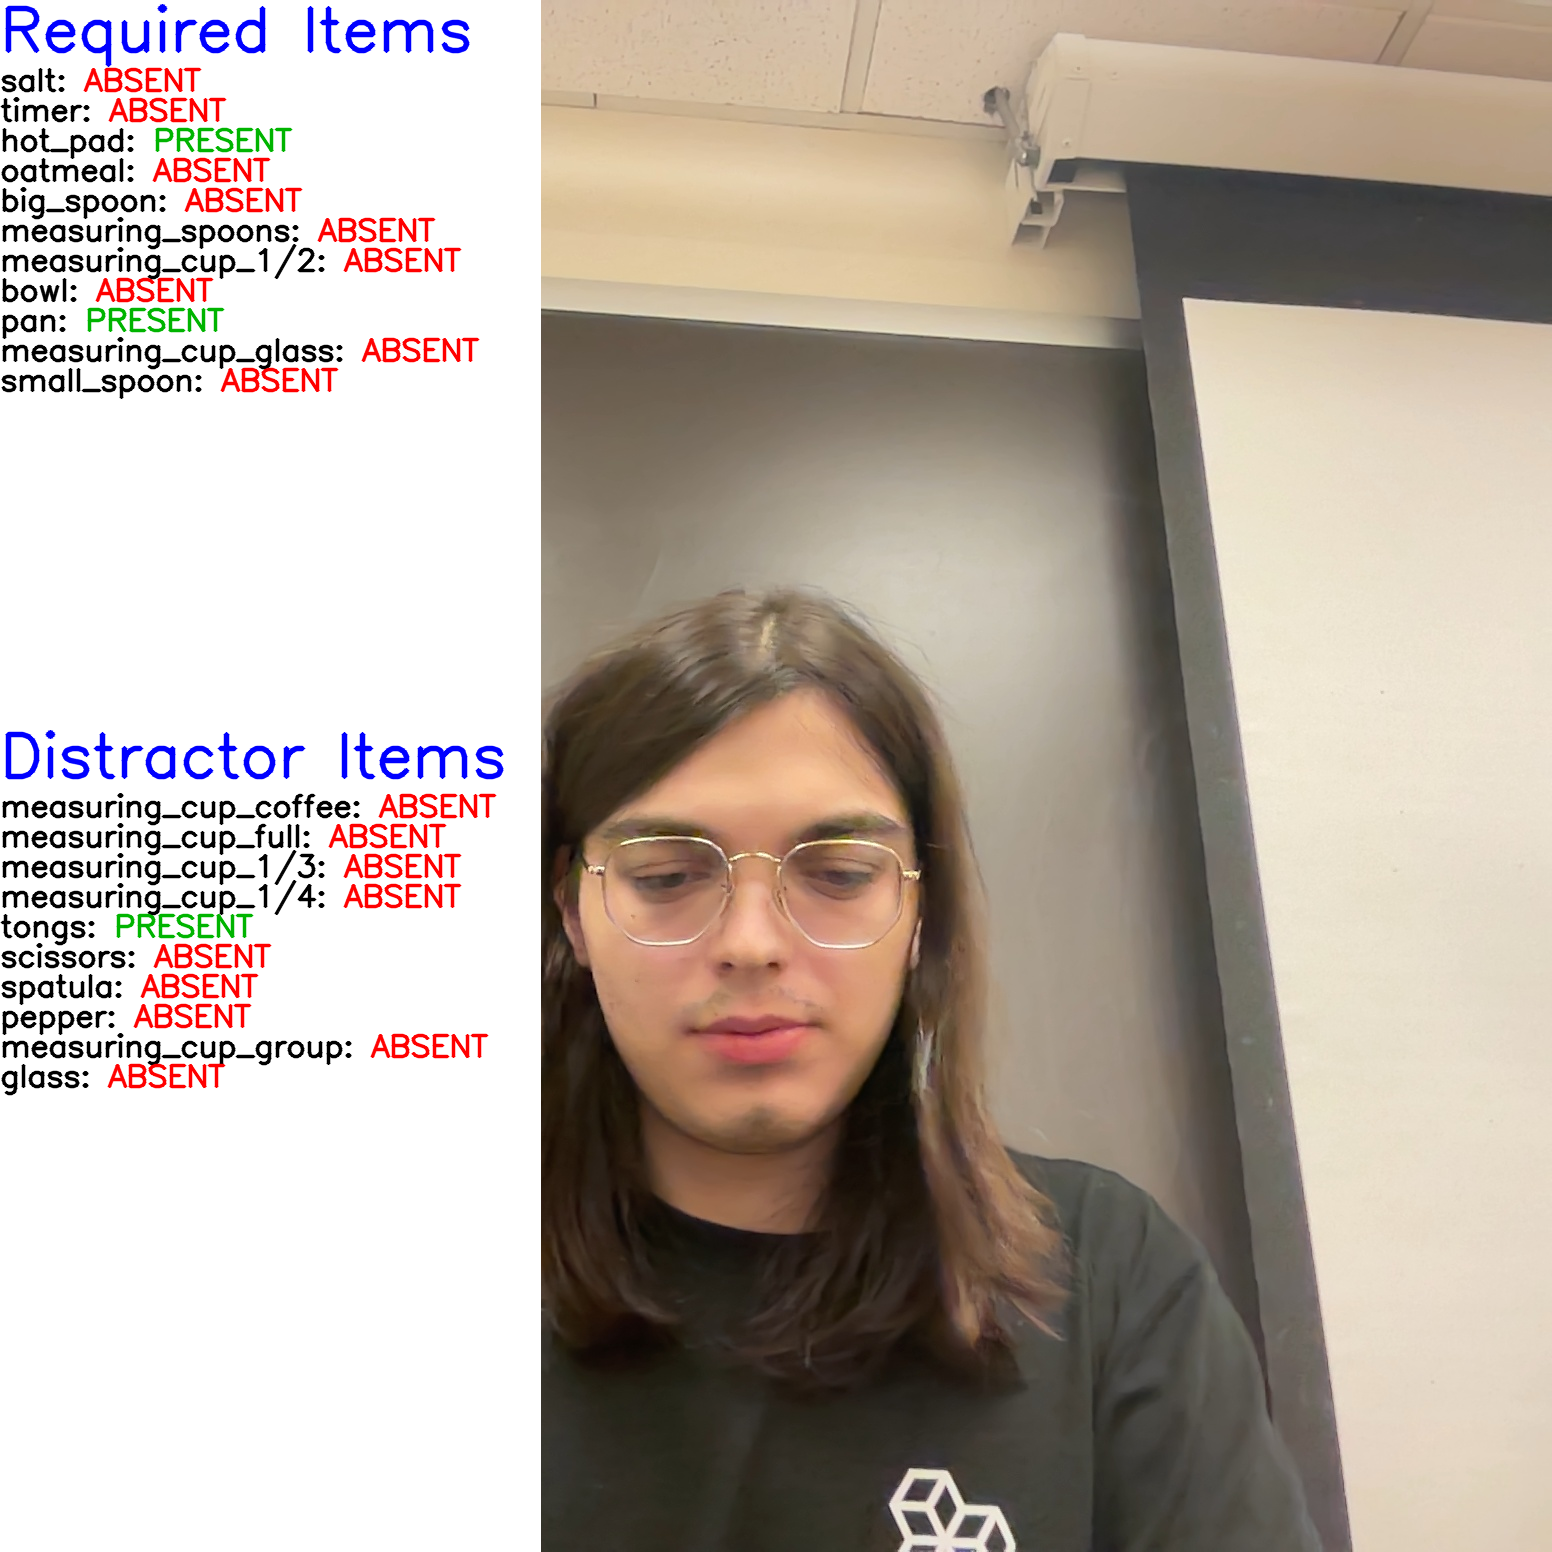 Required Items
salt: ABSENT
timer: ABSENT
hot_pad: PRESENT
oatmeal: ABSENT
big_spoon: ABSENT
measuring_spoons: ABSENT
measuring_cup_1/2: ABSENT
bowl: ABSENT
pan: PRESENT
measuring_cup_glass: ABSENT
small_spoon: ABSENT
Distractor Items
measuring_cup_coffee: ABSENT
measuring_cup_full: ABSENT
measuring_cup_1/3: ABSENT
measuring_cup_1/4: ABSENT
tongs: PRESENT
scissors: ABSENT
spatula: ABSENT
pepper: ABSENT
measuring_cup_group: ABSENT
glass: ABSENT